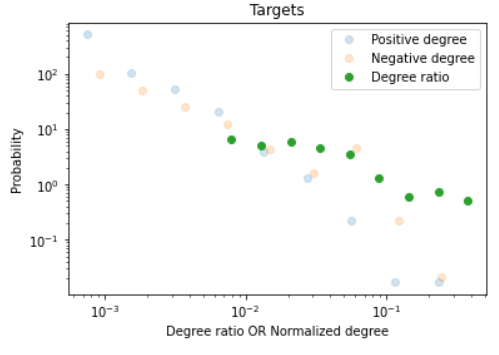 Targets
Positive degree
Negative degree
Degree ratio
Probability
10²
10¹
10⁰
10⁻¹
10⁻³
10⁻²
10⁻¹
Degree ratio OR Normalized degree